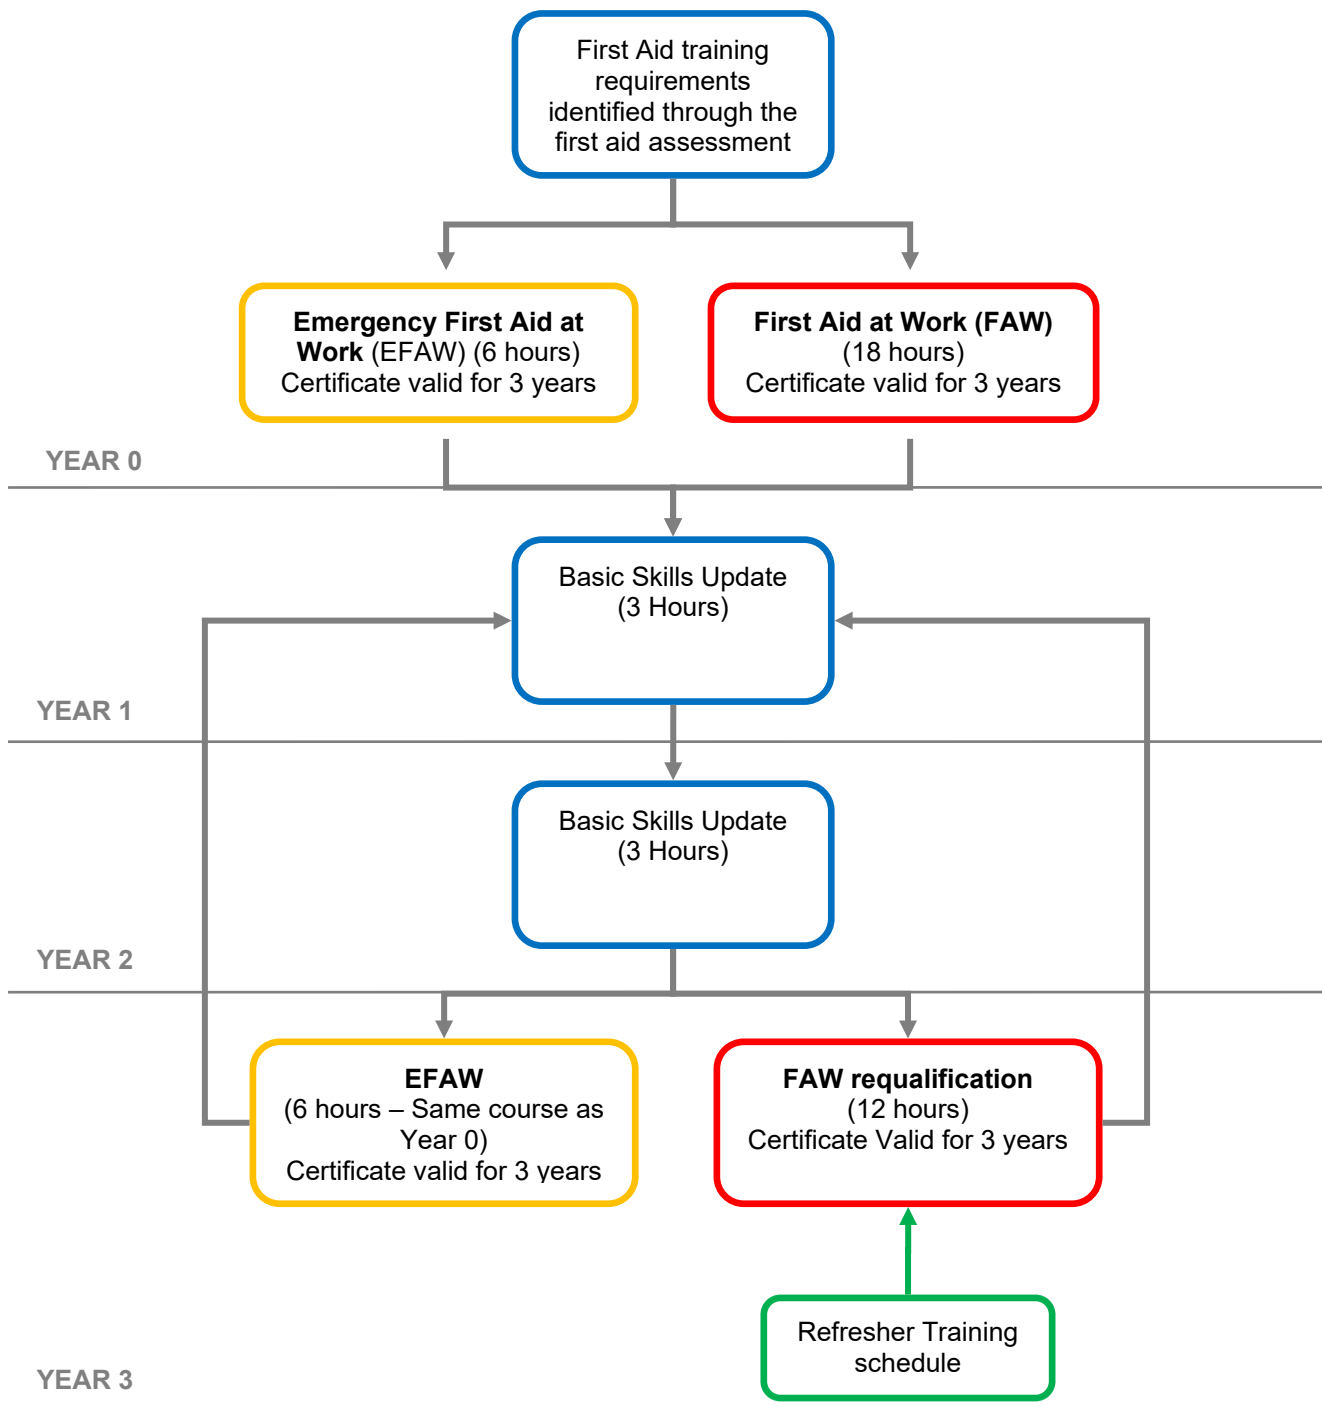 First Aid training
requirements
identified through the
first aid assessment
Emergency First Aid at
Work (EFAW) (6 hours)
Certificate valid for 3 years
First Aid at Work (FAW)
(18 hours)
Certificate valid for 3 years
YEAR 0
Basic Skills Update
(3 Hours)
YEAR 1
Basic Skills Update
(3 Hours)
YEAR 2
EFAW
(6 hours – Same course as
Year 0)
Certificate valid for 3 years
FAW requalification
(12 hours)
Certificate Valid for 3 years
Refresher Training
schedule
YEAR 3